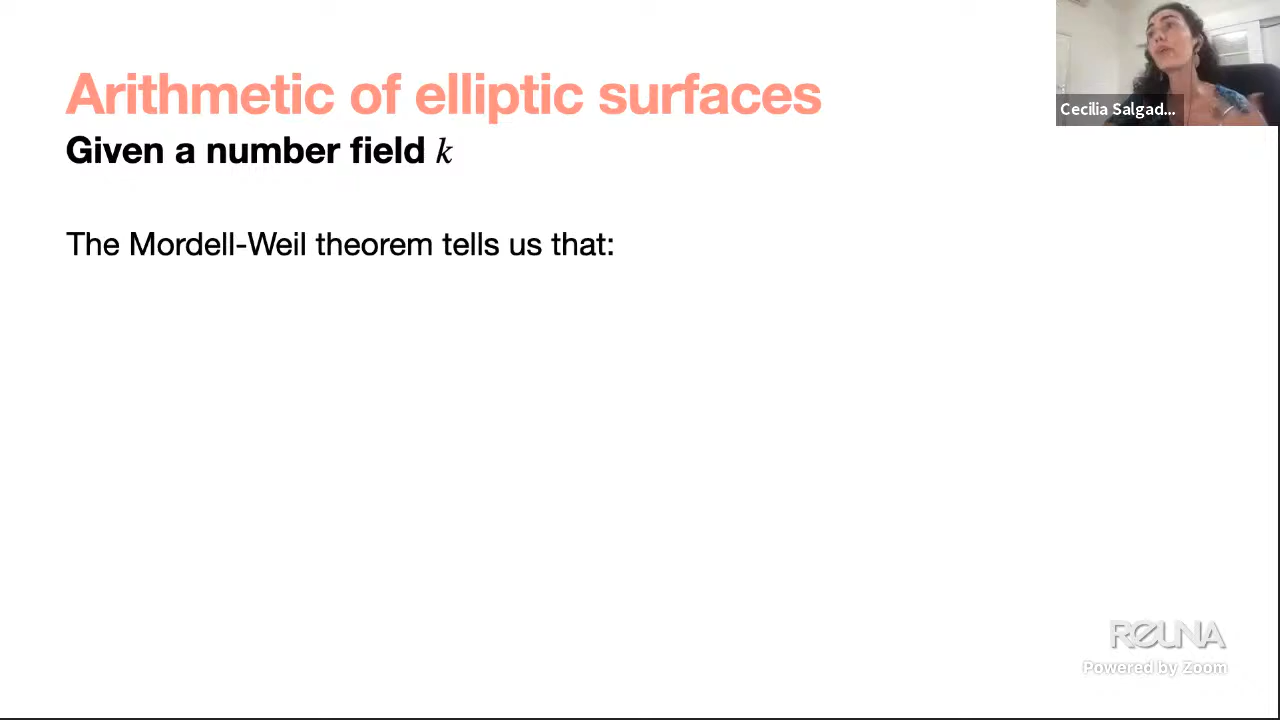 Arithmetic of elliptic surfaces
Given a number field k
The Mordell-Weil theorem tells us that:
Cecilia Salgad...
REUNA
Powered by Zoom